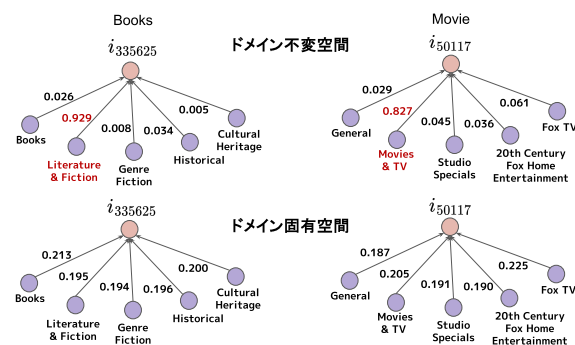 Books
Movie
i335625
ドメイン不変空間
i50117
0.026
0.929
0.008
0.034
0.005
0.029
0.827
0.045
0.036
0.061
Books
Literature
& Fiction
Genre
Fiction
Historical
Cultural
Heritage
General
Movies
& TV
Studio
Specials
20th Century
Fox Home
Entertainment
Fox TV
i335625
ドメイン固有空間
i50117
0.213
0.195
0.194
0.196
0.200
0.187
0.205
0.191
0.190
0.225
Books
Literature
& Fiction
Genre
Fiction
Historical
Cultural
Heritage
General
Movies
& TV
Studio
Specials
20th Century
Fox Home
Entertainment
Fox TV